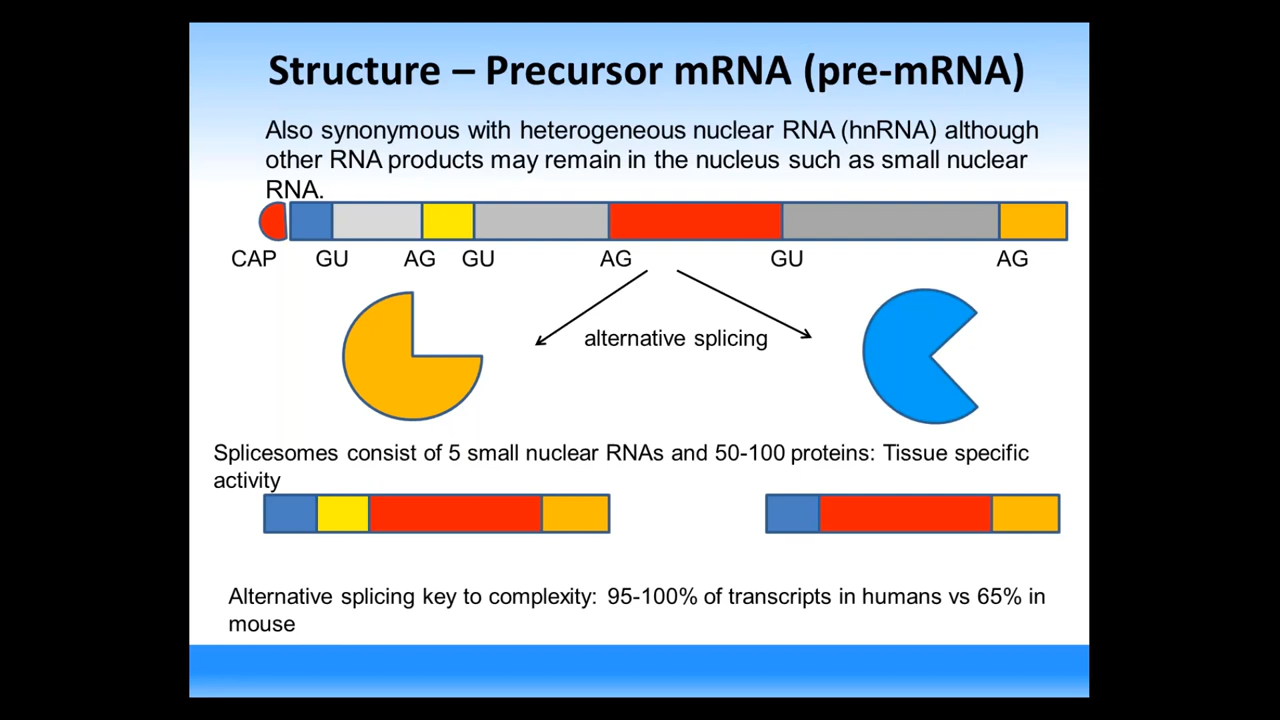 Structure – Precursor mRNA (pre-mRNA)
Also synonymous with heterogeneous nuclear RNA (hnRNA) although
other RNA products may remain in the nucleus such as small nuclear
RNA.
CAP GU AG GU AG GU AG
alternative splicing
Splicesomes consist of 5 small nuclear RNAs and 50-100 proteins: Tissue specific
activity
Alternative splicing key to complexity: 95-100% of transcripts in humans vs 65% in
mouse